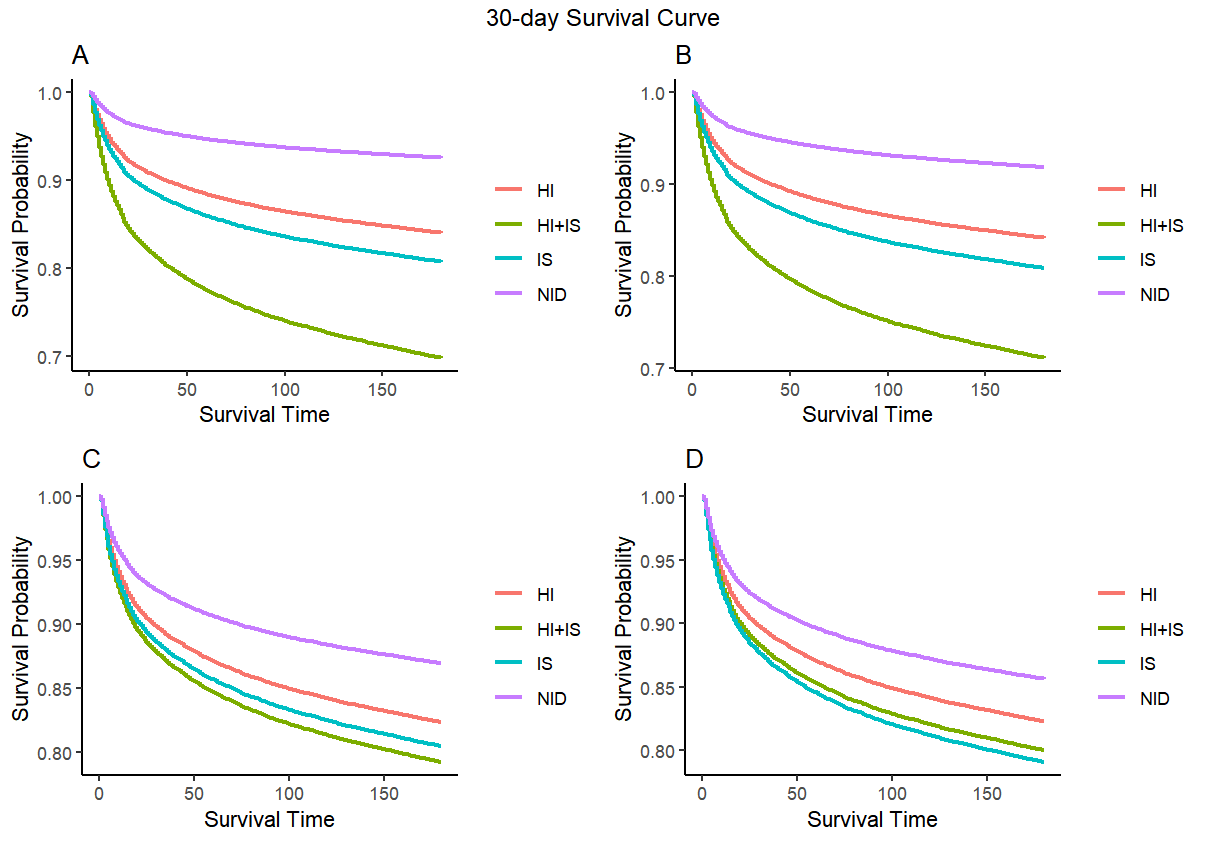 30-day Survival Curve
A
1.0
0.9
0.8
0.7
Survival Probability
0 50 100 150
Survival Time
HI
HI+IS
IS
NID
B
1.0
0.9
0.8
0.7
Survival Probability
0 50 100 150
Survival Time
HI
HI+IS
IS
NID
C
1.00
0.95
0.90
0.85
0.80
Survival Probability
0 50 100 150
Survival Time
HI
HI+IS
IS
NID
D
1.00
0.95
0.90
0.85
0.80
Survival Probability
0 50 100 150
Survival Time
HI
HI+IS
IS
NID